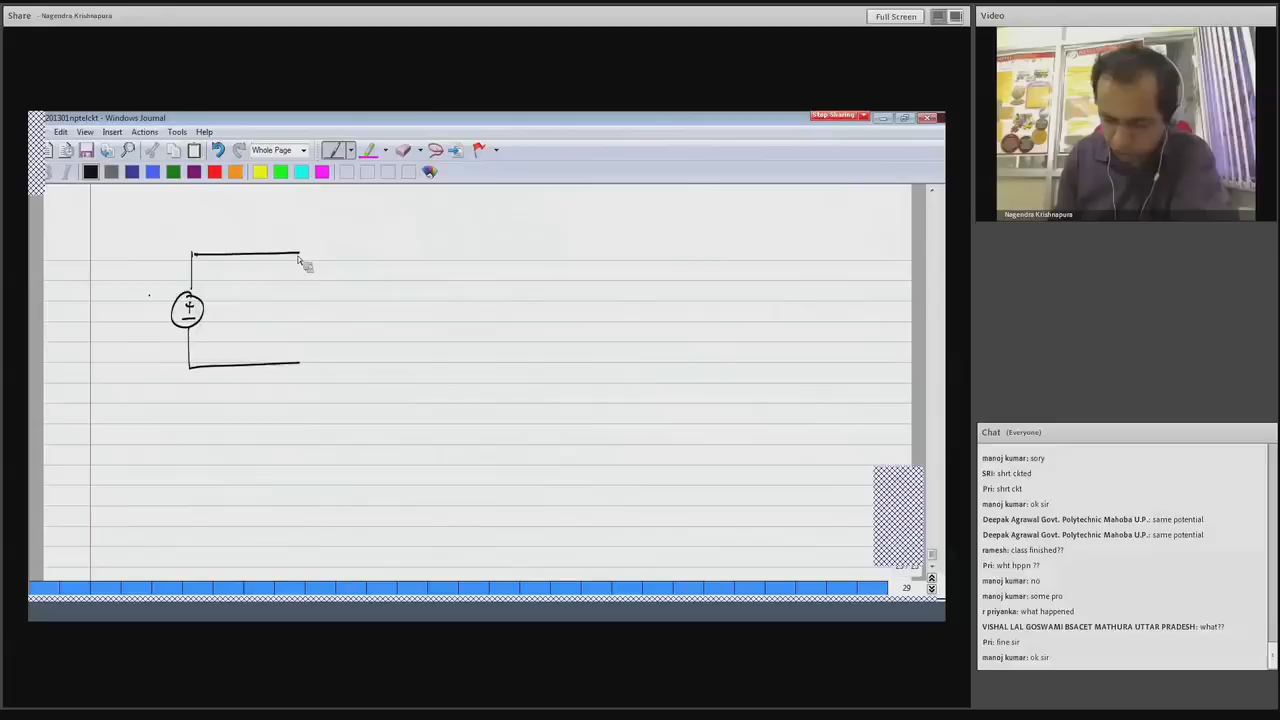 Share - Nagendra Krishnapura
Full Screen
Video
201301nptelckt - Windows Journal
Stop Sharing
Edit View Insert Actions Tools Help
Whole Page
+
Nagendra Krishnapura
29
Chat (Everyone)
manoj kumar: sory
SRI: shrt ckted
Pri: shrt ckt
manoj kumar: ok sir
Deepak Agrawal Govt. Polytechnic Mahoba U.P.: same potential
Deepak Agrawal Govt. Polytechnic Mahoba U.P.: same potential
ramesh: class finished??
Pri: wht hppn ??
manoj kumar: no
manoj kumar: some pro
r priyanka: what happened
VISHAL LAL GOSWAMI BSACET MATHURA UTTAR PRADESH: what??
Pri: fine sir
manoj kumar: ok sir